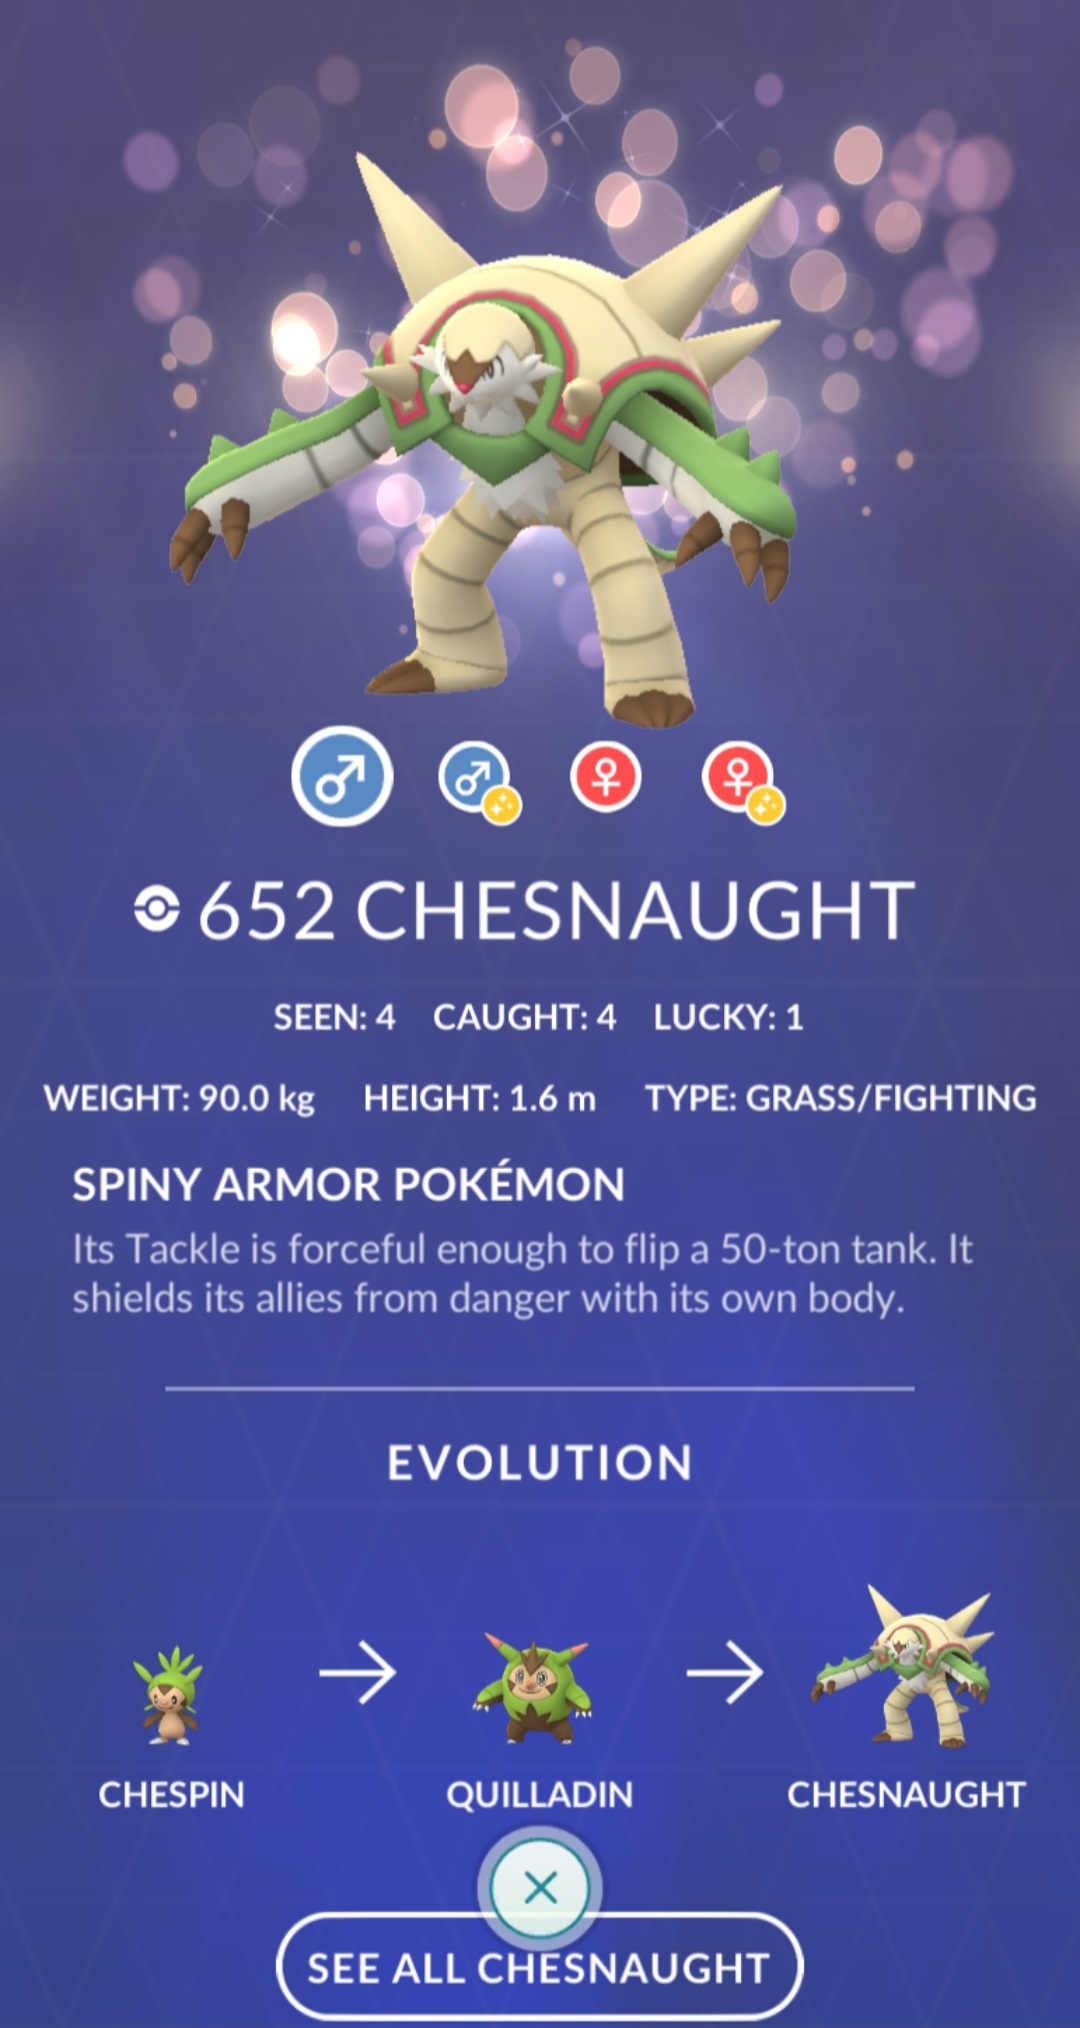 652 CHESNAUGHT
SEEN: 4 CAUGHT: 4 LUCKY: 1
WEIGHT: 90.0 kg HEIGHT: 1.6 m TYPE: GRASS/FIGHTING
SPINY ARMOR POKÉMON
Its Tackle is forceful enough to flip a 50-ton tank. It
shields its allies from danger with its own body.
EVOLUTION
CHESPIN QUILLADIN CHESNAUGHT
SEE ALL CHESNAUGHT